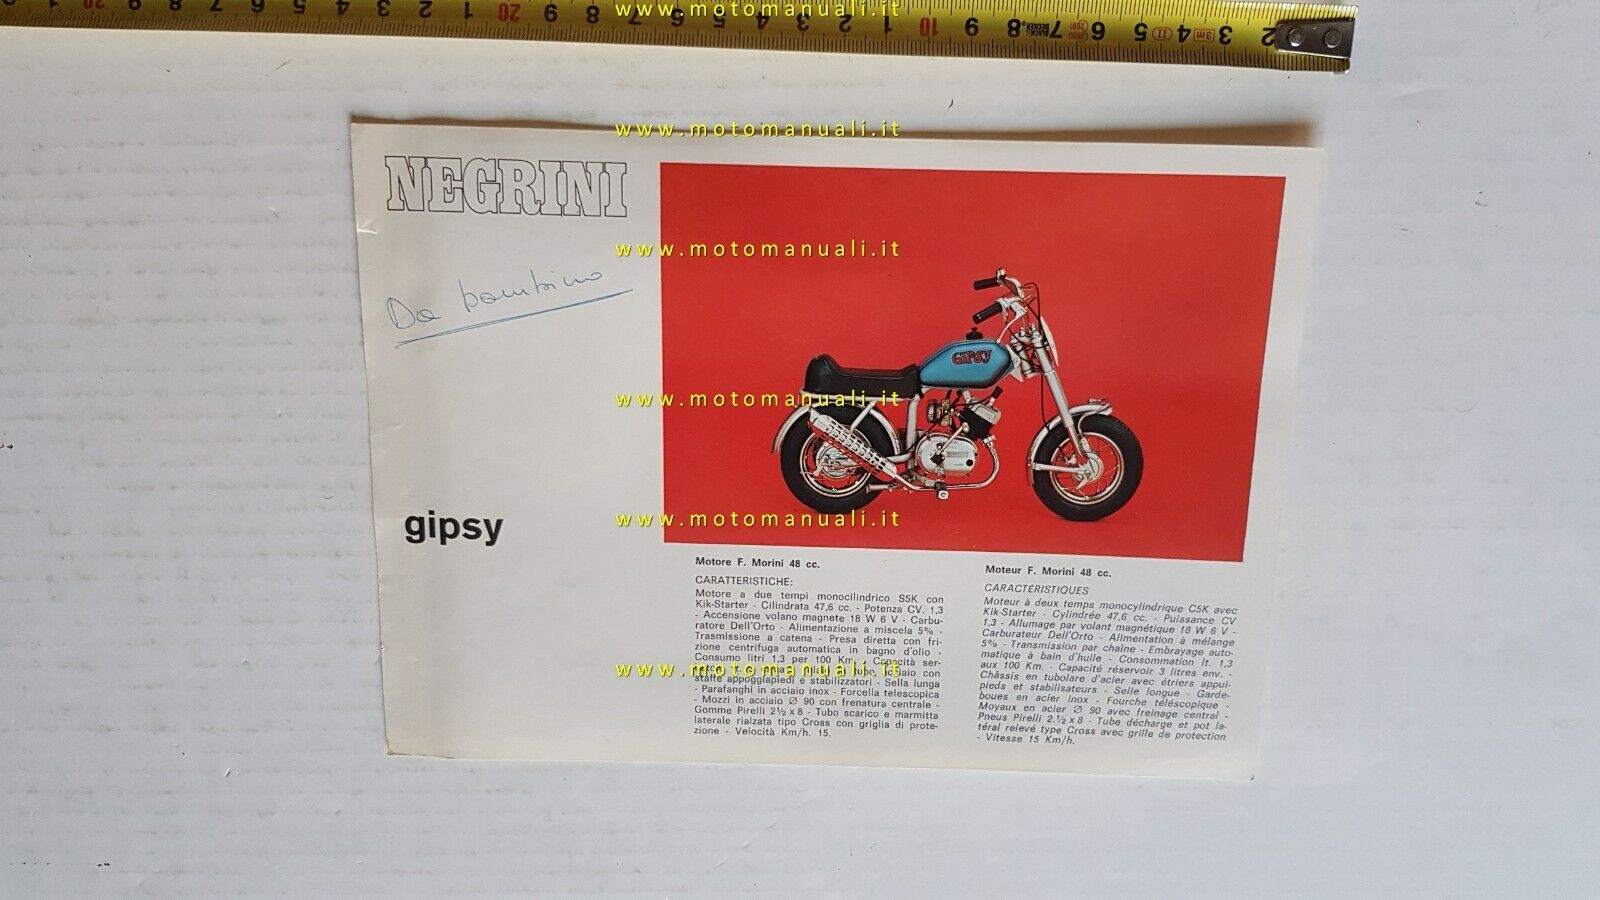 www.motomanuali.it
www.motomanuali.it
NEGRINI
www.motomanuali.it
Da bambino
GIPSY
www.motomanuali.it
gipsy
www.motomanuali.it
Motore F. Morini 48 cc.
CARATTERISTICHE:
Motore a due tempi monocilindrico S5K con
Kik-Starter - Cilindrata 47,6 cc. - Potenza CV. 1,3
- Accensione volano magnete 18 W 6 V - Carbu-
ratore Dell'Orto - Alimentazione a miscela 5% -
Trasmissione a catena - Presa diretta con fri-
zione centrifuga automatica in bagno d'olio -
Consumo litri 1,3 per 100 Km. - Capacità ser-
www.motomanuali.it
staffe appoggiapiedi e stabilizzatori - Sella lunga
- Parafanghi in acciaio inox - Forcella telescopica
- Mozzi in acciaio Ø 90 con frenatura centrale -
Gomme Pirelli 2½ x 8 - Tubo scarico e marmitta
laterale rialzata tipo Cross con griglia di prote-
zione - Velocità Km/h. 15.
Moteur F. Morini 48 cc.
CARACTÉRISTIQUES
Moteur à deux temps monocylindrique C5K avec
Kik-Starter - Cylindrée 47,6 cc. - Puissance CV
1,3 - Allumage par volant magnétique 18 W 6 V -
Carburateur Dell'Orto - Alimentation à mélange
5% - Transmission par chaîne - Embrayage auto-
matique à bain d'huile - Consommation lt. 1,3
aux 100 Km. - Capacité réservoir 3 litres env. -
Châssis en tubolare d'acier avec étriers appui-
pieds et stabilisateurs - Selle longue - Garde-
boues en acier inox - Fourche téléscopique -
Moyaux en acier Ø 90 avec freinage central -
Pneus Pirelli 2.½ x 8 - Tube décharge et pot la-
téral relevé type Cross avec grille de protection
- Vitesse 15 Km/h.